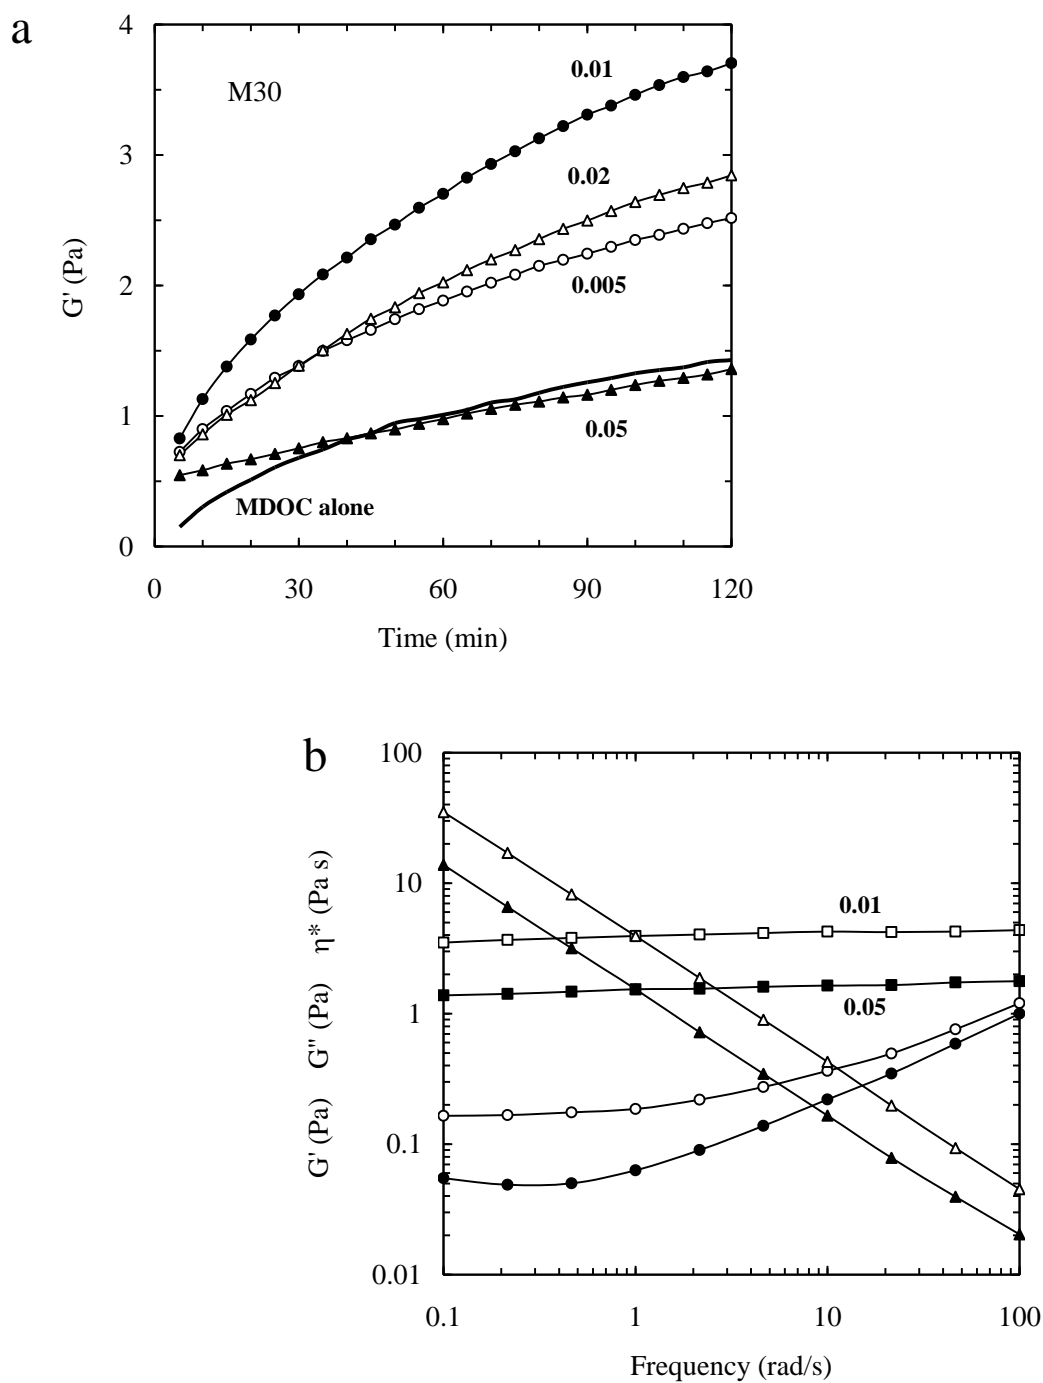 a
4
3
2
1
0
G' (Pa)
M30
0.01
0.02
0.005
0.05
MDOC alone
0 30 60 90 120
Time (min)
b
100
10
1
0.1
0.01
G' (Pa) G" (Pa) η* (Pa s)
0.01
0.05
0.1 1 10 100
Frequency (rad/s)